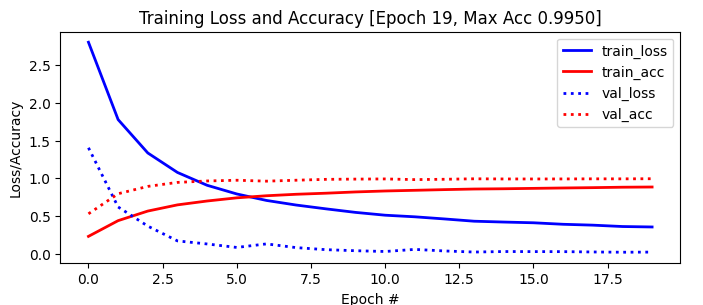 Training Loss and Accuracy [Epoch 19, Max Acc 0.9950]
train_loss
train_acc
val_loss
val_acc
Loss/Accuracy
2.5
2.0
1.5
1.0
0.5
0.0
0.0 2.5 5.0 7.5 10.0 12.5 15.0 17.5
Epoch #